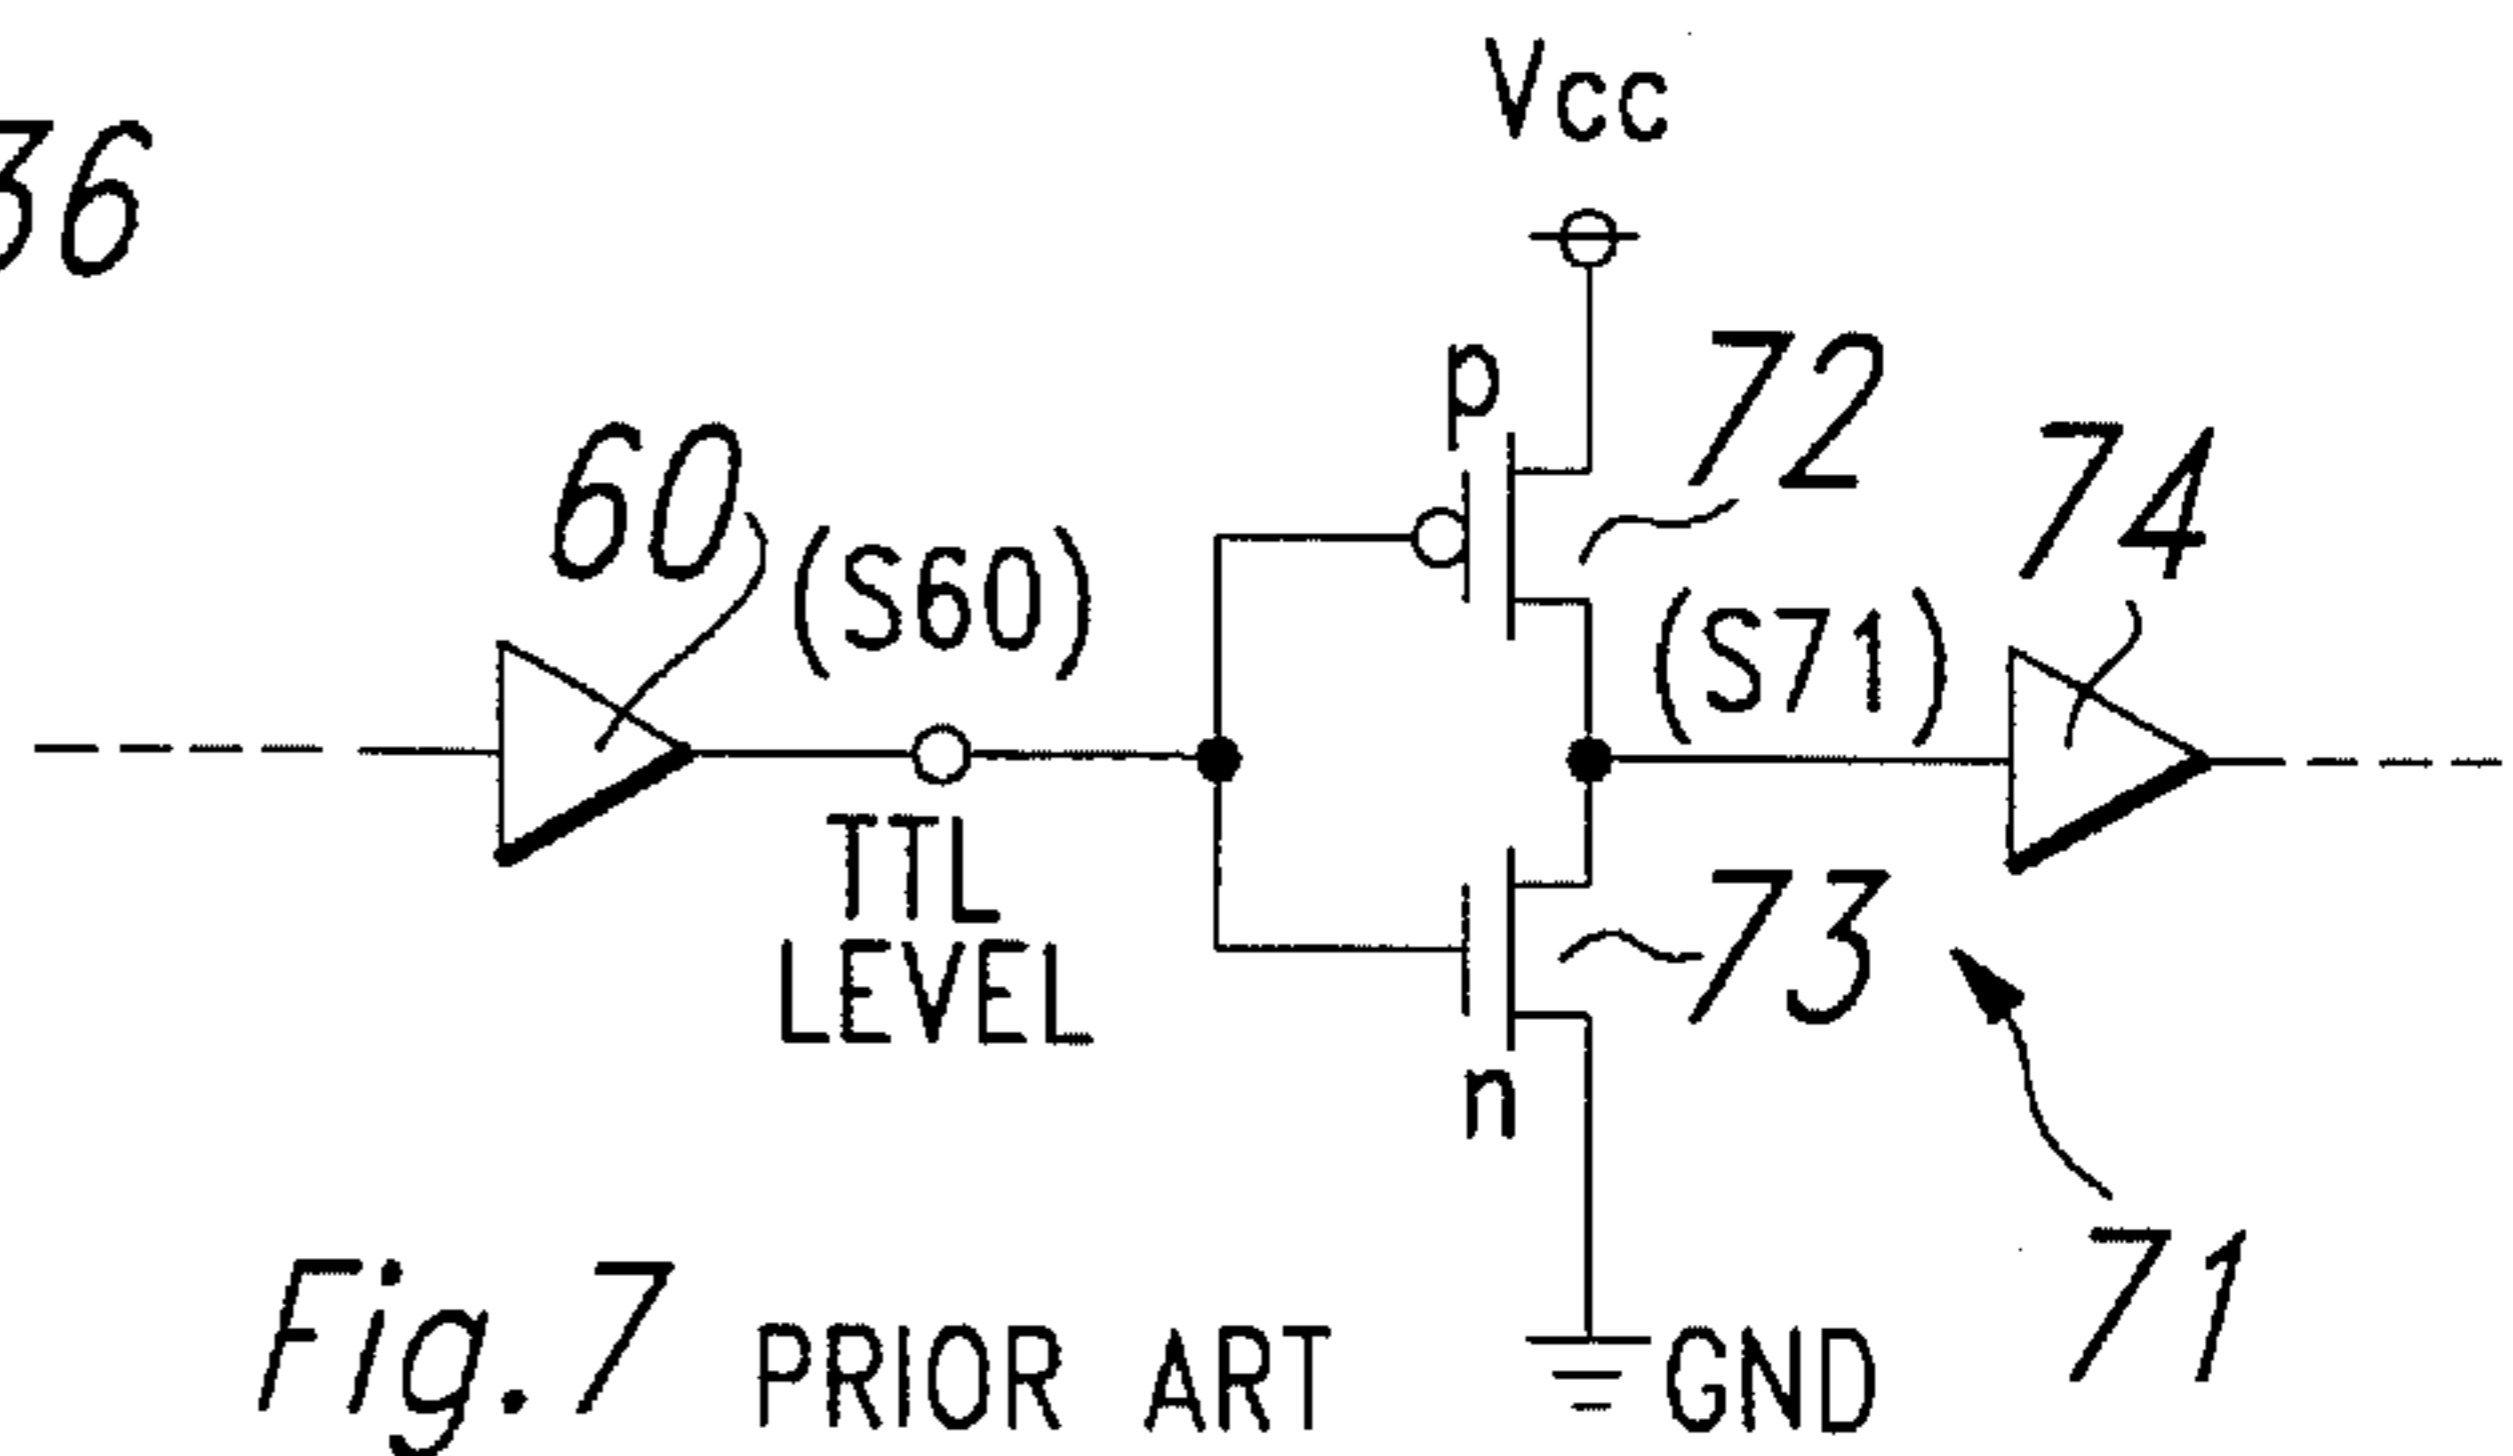 Vcc
36
p
72
60
74
(S60)
(S71)
TTL
LEVEL
73
n
71
Fig. 7 PRIOR ART
GND